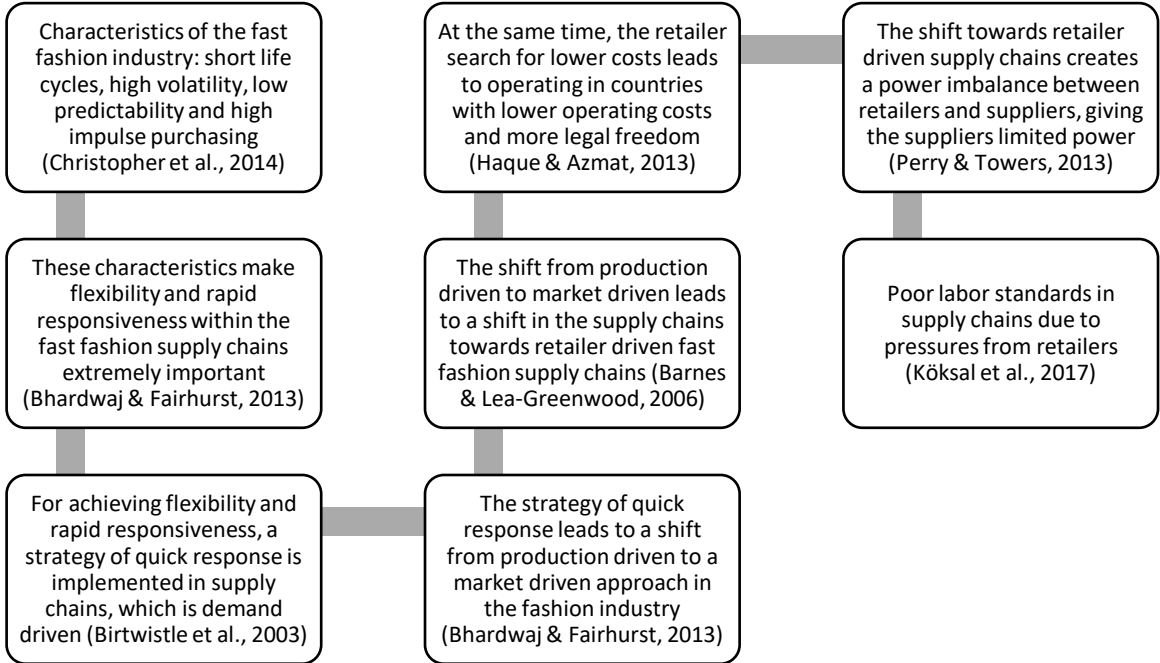 Characteristics of the fast
fashion industry: short life
cycles, high volatility, low
predictability and high
impulse purchasing
(Christopher et al., 2014)
These characteristics make
flexibility and rapid
responsiveness within the
fast fashion supply chains
extremely important
(Bhardwaj & Fairhurst, 2013)
For achieving flexibility and
rapid responsiveness, a
strategy of quick response is
implemented in supply
chains, which is demand
driven (Birtwistle et al., 2003)
The strategy of quick
response leads to a shift
from production driven to a
market driven approach in
the fashion industry
(Bhardwaj & Fairhurst, 2013)
The shift from production
driven to market driven leads
to a shift in the supply chains
towards retailer driven fast
fashion supply chains (Barnes
& Lea-Greenwood, 2006)
At the same time, the retailer
search for lower costs leads
to operating in countries
with lower operating costs
and more legal freedom
(Haque & Azmat, 2013)
The shift towards retailer
driven supply chains creates
a power imbalance between
retailers and suppliers, giving
the suppliers limited power
(Perry & Towers, 2013)
Poor labor standards in
supply chains due to
pressures from retailers
(Köksal et al., 2017)